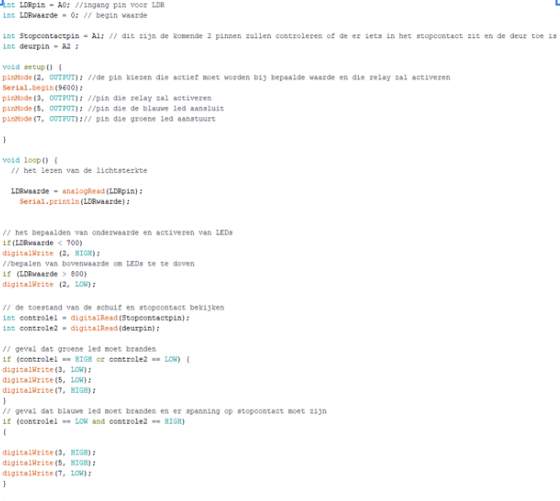 int LDRpin = A0; //ingang pin voor LDR
int LDRwaarde = 0; // begin waarde
int Stopcontactpin = A1; // dit zijn de komende 2 pinnen zullen controleren of de er iets in het stopcontact zit en de deur toe is
int deurpin = A2 ;
void setup() {
pinMode(2, OUTPUT); //de pin kiezen die actief moet worden bij bepaalde waarde en die relay zal activeren
Serial.begin(9600);
pinMode(3, OUTPUT); //pin die relay zal activeren
pinMode(5, OUTPUT); //pin die de blauwe led aansluit
pinMode(7, OUTPUT);// pin die groene led aanstuurt
}
void loop() {
// het lezen van de lichtsterkte
LDRwaarde = analogRead(LDRpin);
Serial.println(LDRwaarde);
// het bepaalden van onderwaarde en activeren van LEDs
if(LDRwaarde < 700)
digitalWrite (2, HIGH);
//bepalen van bovenwaarde om LEDs te te doven
if (LDRwaarde > 800)
digitalWrite (2, LOW);
// de toestand van de schuif en stopcontact bekijken
int controle1 = digitalRead(Stopcontactpin);
int controle2 = digitalRead(deurpin);
// geval dat groene led moet branden
if (controle1 == HIGH or controle2 == LOW) {
digitalWrite(3, LOW);
digitalWrite(5, LOW);
digitalWrite(7, HIGH);
}
// geval dat blauwe led moet branden en er spanning op stopcontact moet zijn
if (controle1 == LOW and controle2 == HIGH)
{
digitalWrite(3, HIGH);
digitalWrite(5, HIGH);
digitalWrite(7, LOW);
}